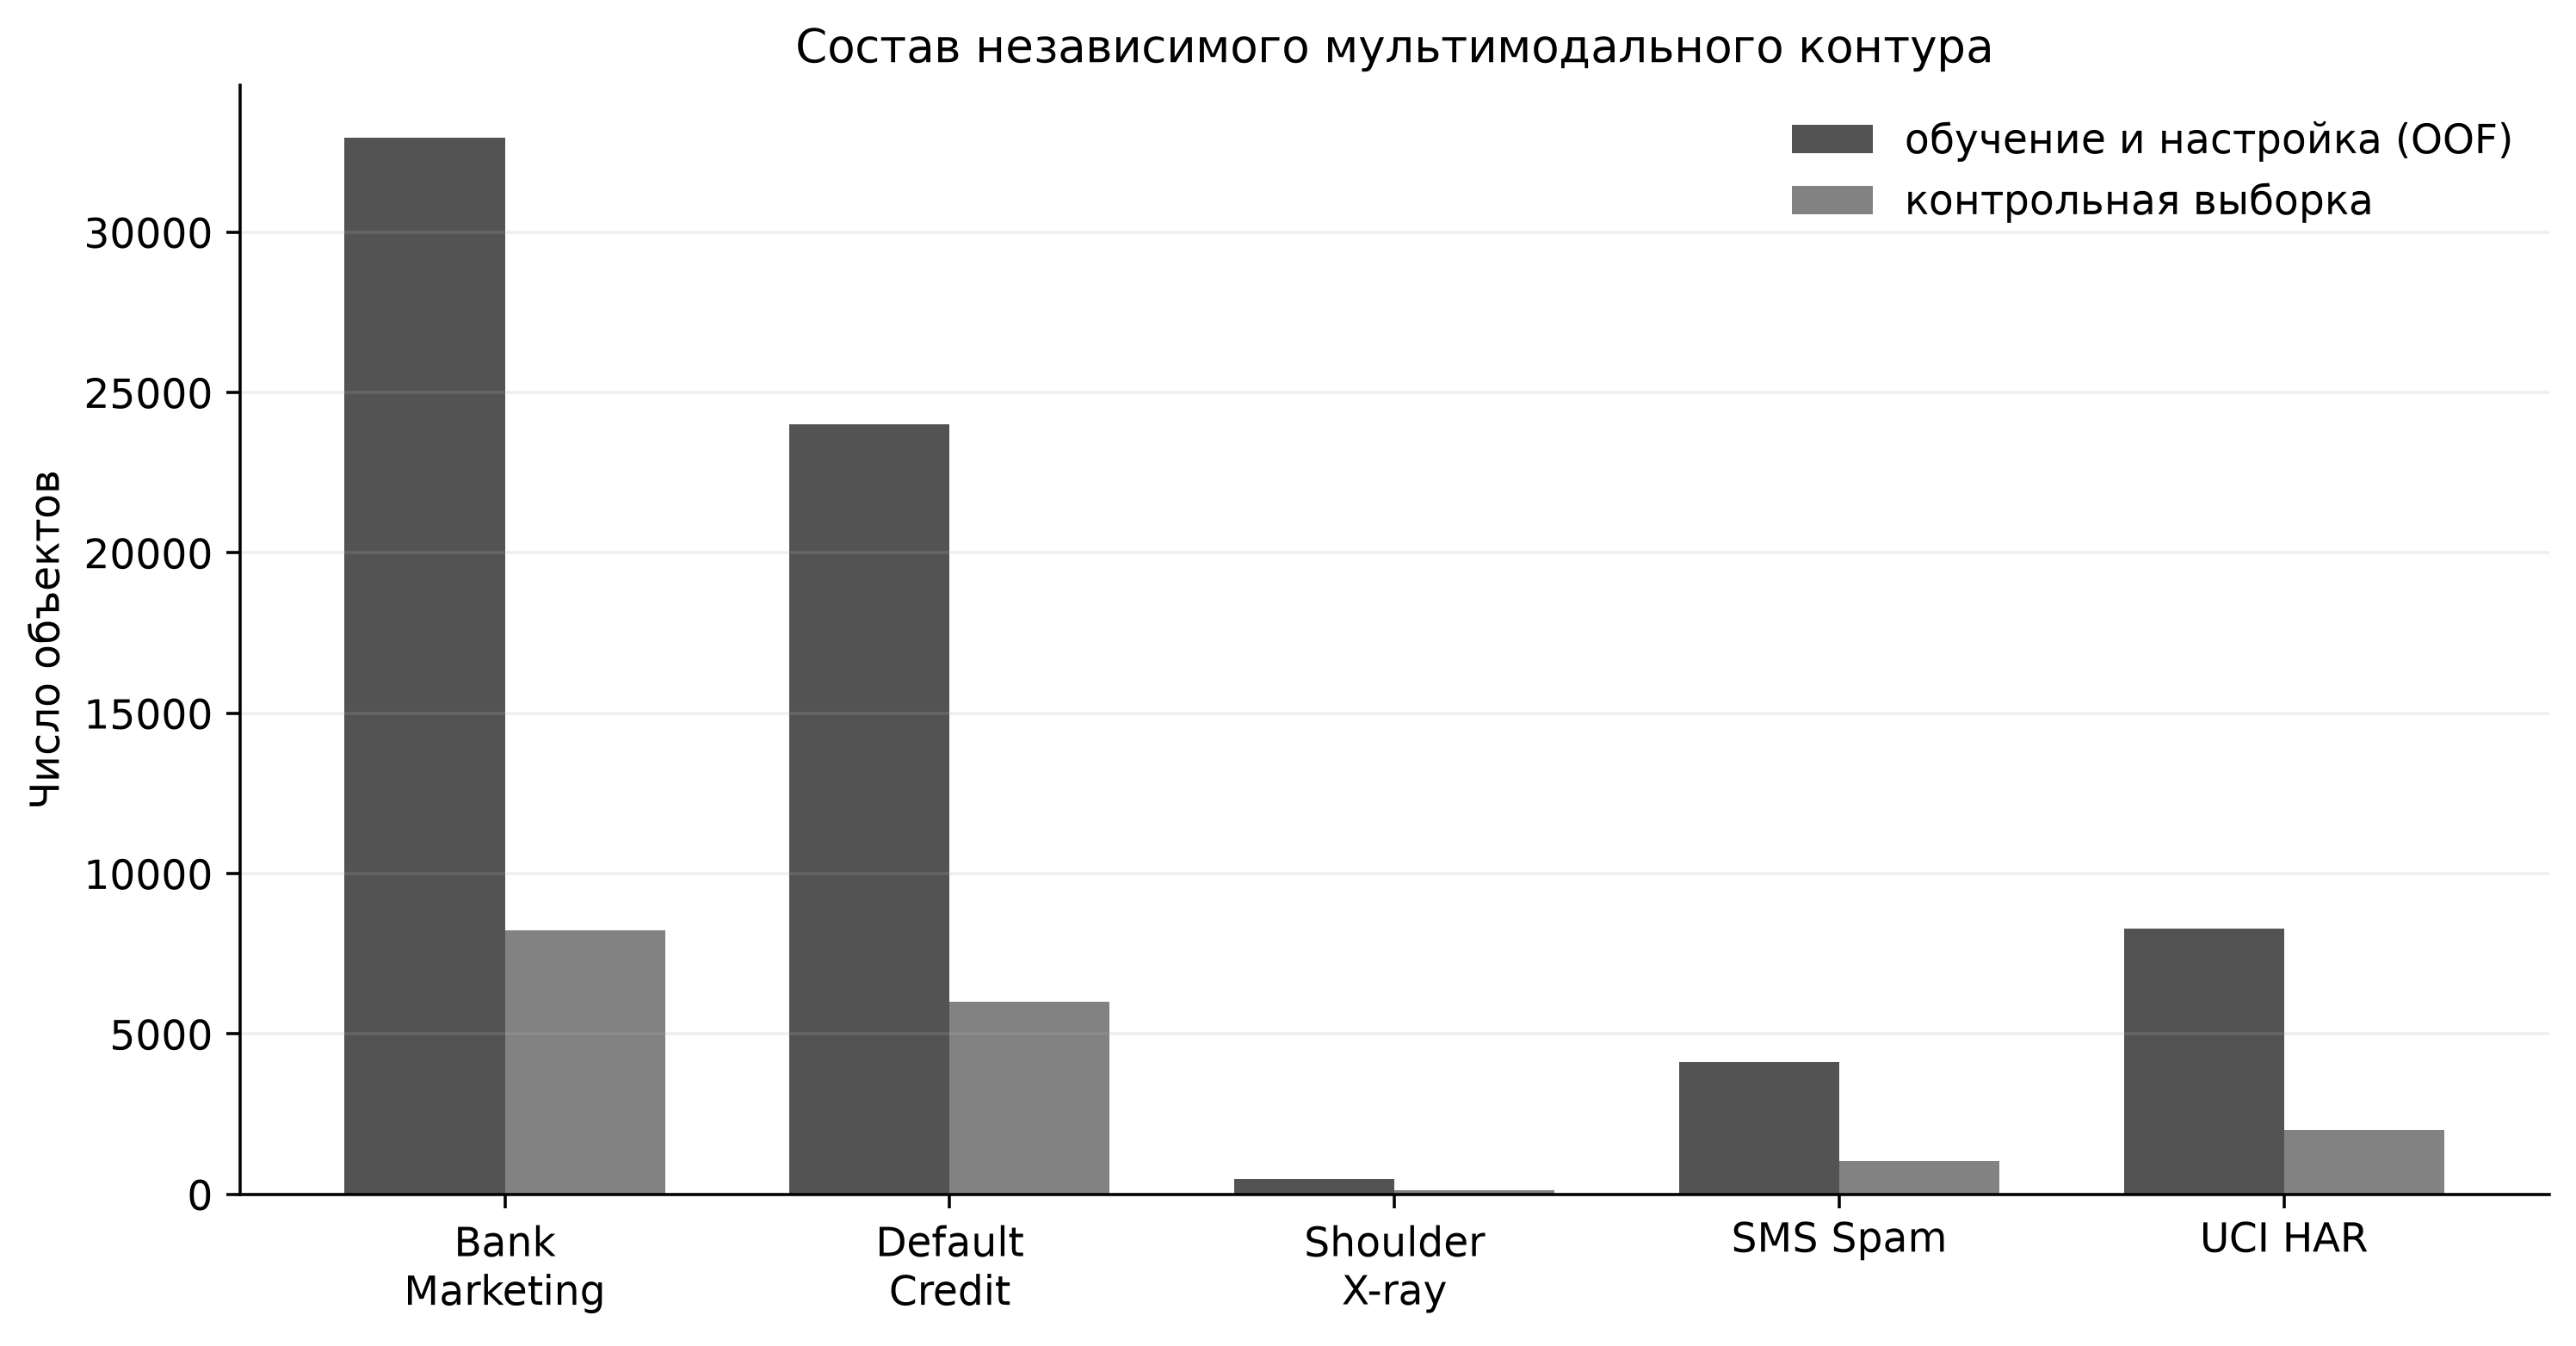 Состав независимого мультимодального контура
обучение и настройка (OOF)
контрольная выборка
Число объектов
30000
25000
20000
15000
10000
5000
0
Bank
Marketing
Default
Credit
Shoulder
X-ray
SMS Spam
UCI HAR